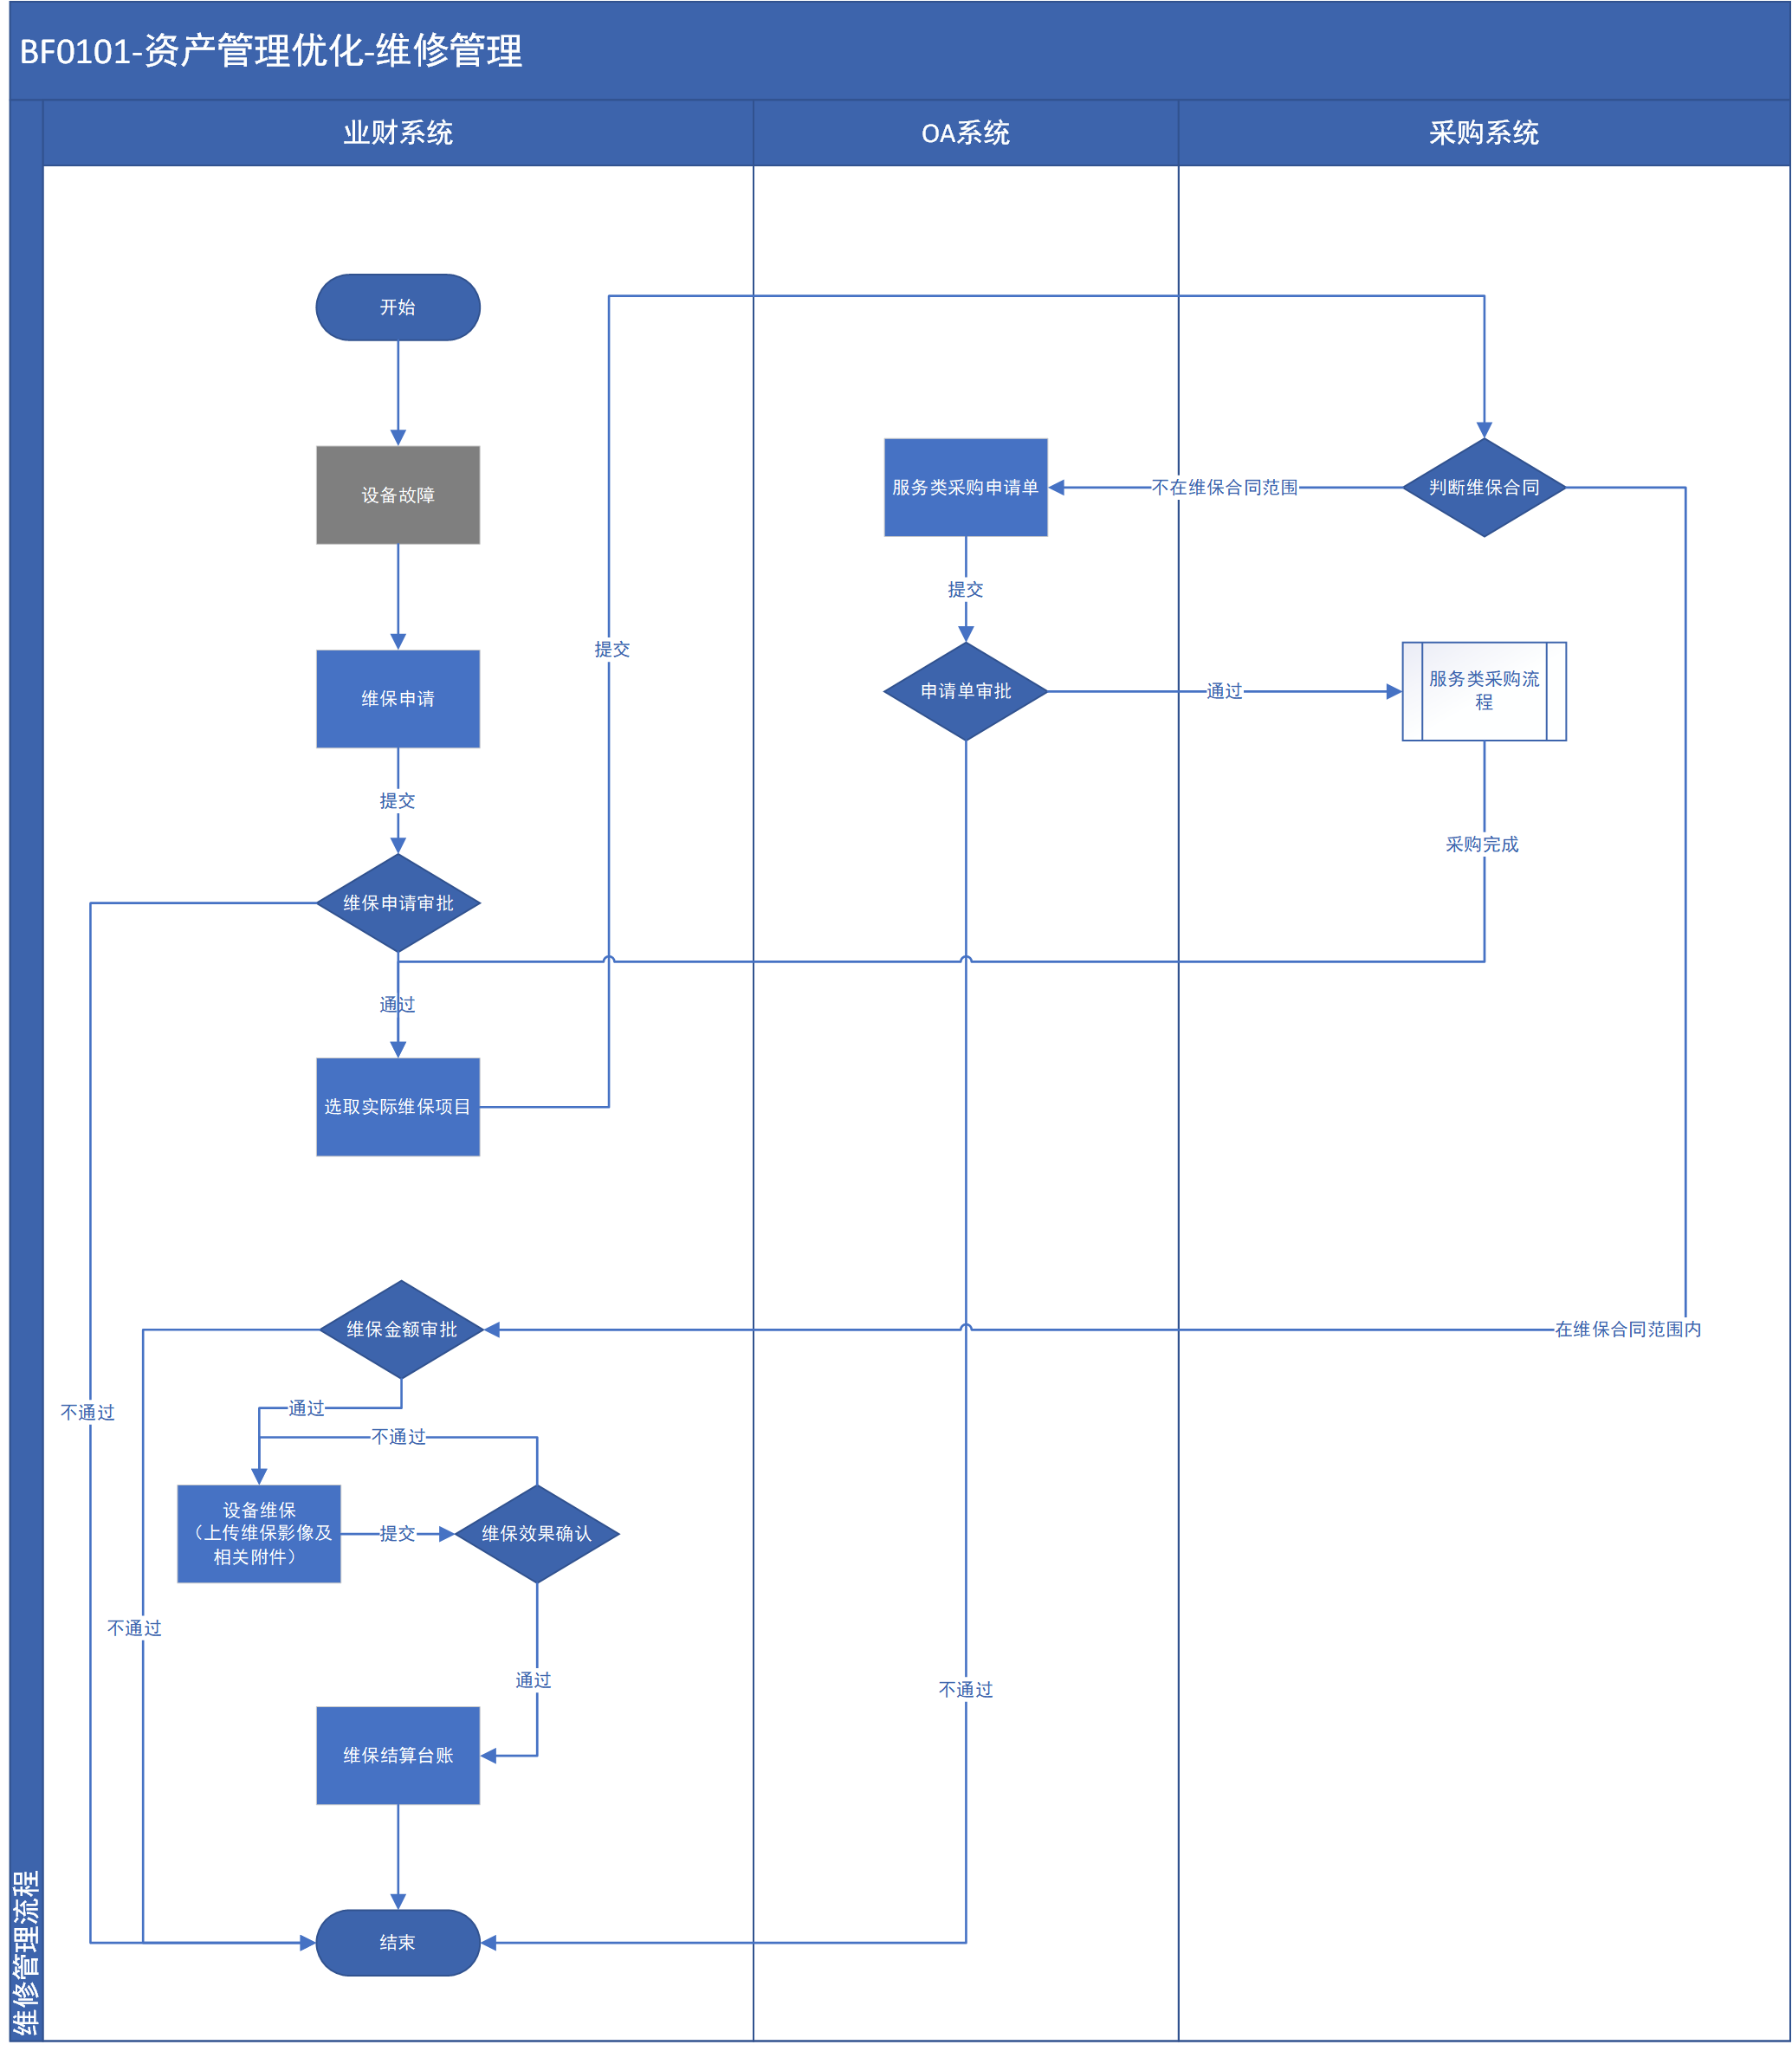 BF0101-资产管理优化-维修管理
业财系统
OA系统
采购系统
开始
设备故障
服务类采购申请单
不在维保合同范围
判断维保合同
提交
提交
维保申请
申请单审批
通过
服务类采购流
程
提交
采购完成
维保申请审批
通过
选取实际维保项目
维保金额审批
在维保合同范围内
不通过
通过
不通过
设备维保
（上传维保影像及
相关附件）
提交
维保效果确认
不通过
通过
不通过
维保结算台账
结束
维修管理流程